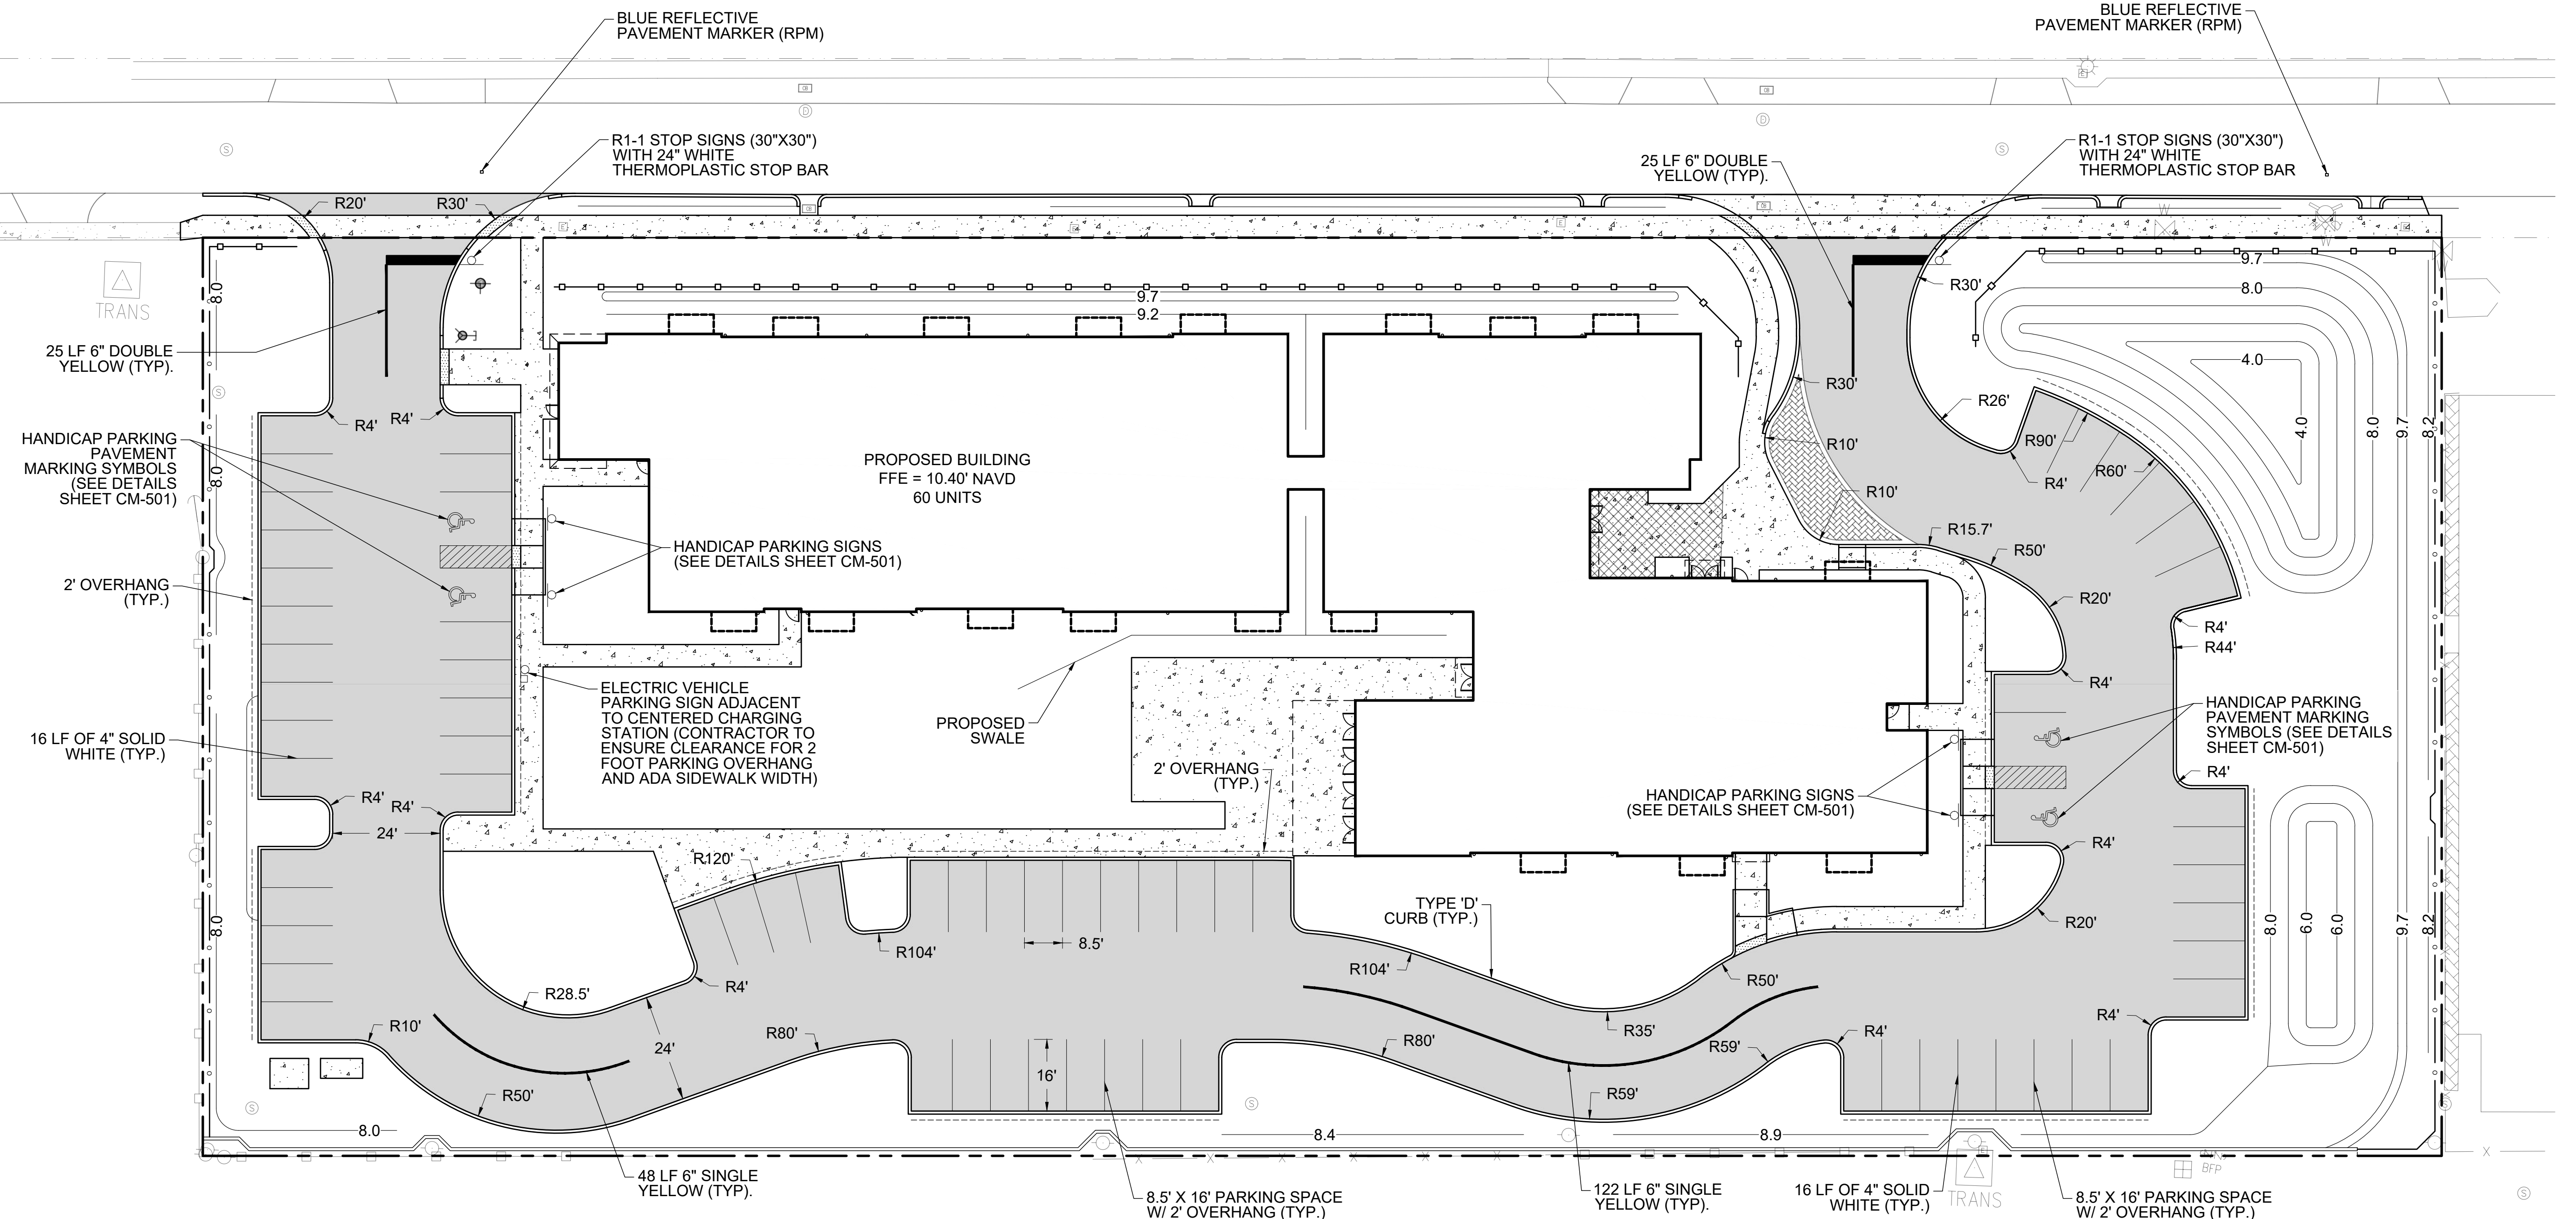 BLUE REFLECTIVE
PAVEMENT MARKER (RPM)
BLUE REFLECTIVE
PAVEMENT MARKER (RPM)
E
CB
CB
D
D
S
S
R1-1 STOP SIGNS (30"X30")
WITH 24" WHITE
THERMOPLASTIC STOP BAR
25 LF 6" DOUBLE
YELLOW (TYP).
R1-1 STOP SIGNS (30"X30")
WITH 24" WHITE
THERMOPLASTIC STOP BAR
R20'
R30'
CB
CB
W
W
E
E
E
E
TRANS
8.0
9.7
8.0
R30'
9.7
9.2
25 LF 6" DOUBLE
YELLOW (TYP).
4.0
R30'
S
R4'
R4'
R26'
R90'
R60'
R4'
4.0
8.0
9.7
8.2
HANDICAP PARKING
PAVEMENT
MARKING SYMBOLS
(SEE DETAILS
SHEET CM-501)
8.0
R10'
PROPOSED BUILDING
FFE = 10.40' NAVD
60 UNITS
R10'
R15.7'
R50'
HANDICAP PARKING SIGNS
(SEE DETAILS SHEET CM-501)
2' OVERHANG
(TYP.)
R20'
R4'
R44'
R4'
ELECTRIC VEHICLE
PARKING SIGN ADJACENT
TO CENTERED CHARGING
STATION (CONTRACTOR TO
ENSURE CLEARANCE FOR 2
FOOT PARKING OVERHANG
AND ADA SIDEWALK WIDTH)
PROPOSED
SWALE
HANDICAP PARKING
PAVEMENT MARKING
SYMBOLS (SEE DETAILS
SHEET CM-501)
16 LF OF 4" SOLID
WHITE (TYP.)
2' OVERHANG
(TYP.)
R4'
R4'
R4'
24'
HANDICAP PARKING SIGNS
(SEE DETAILS SHEET CM-501)
R4'
R120'
TYPE 'D'
CURB (TYP.)
R20'
8.0
8.0
6.0
6.0
9.7
8.2
R104'
8.5'
R104'
R50'
R4'
R28.5'
R4'
R10'
R80'
24'
R35'
R4'
R80'
R59'
16'
R50'
R59'
S
S
S
8.0
8.4
8.9
E
BFP
TRANS
48 LF 6" SINGLE
YELLOW (TYP).
8.5' X 16' PARKING SPACE
W/ 2' OVERHANG (TYP.)
122 LF 6" SINGLE
YELLOW (TYP).
16 LF OF 4" SOLID
WHITE (TYP.)
8.5' X 16' PARKING SPACE
W/ 2' OVERHANG (TYP.)
S